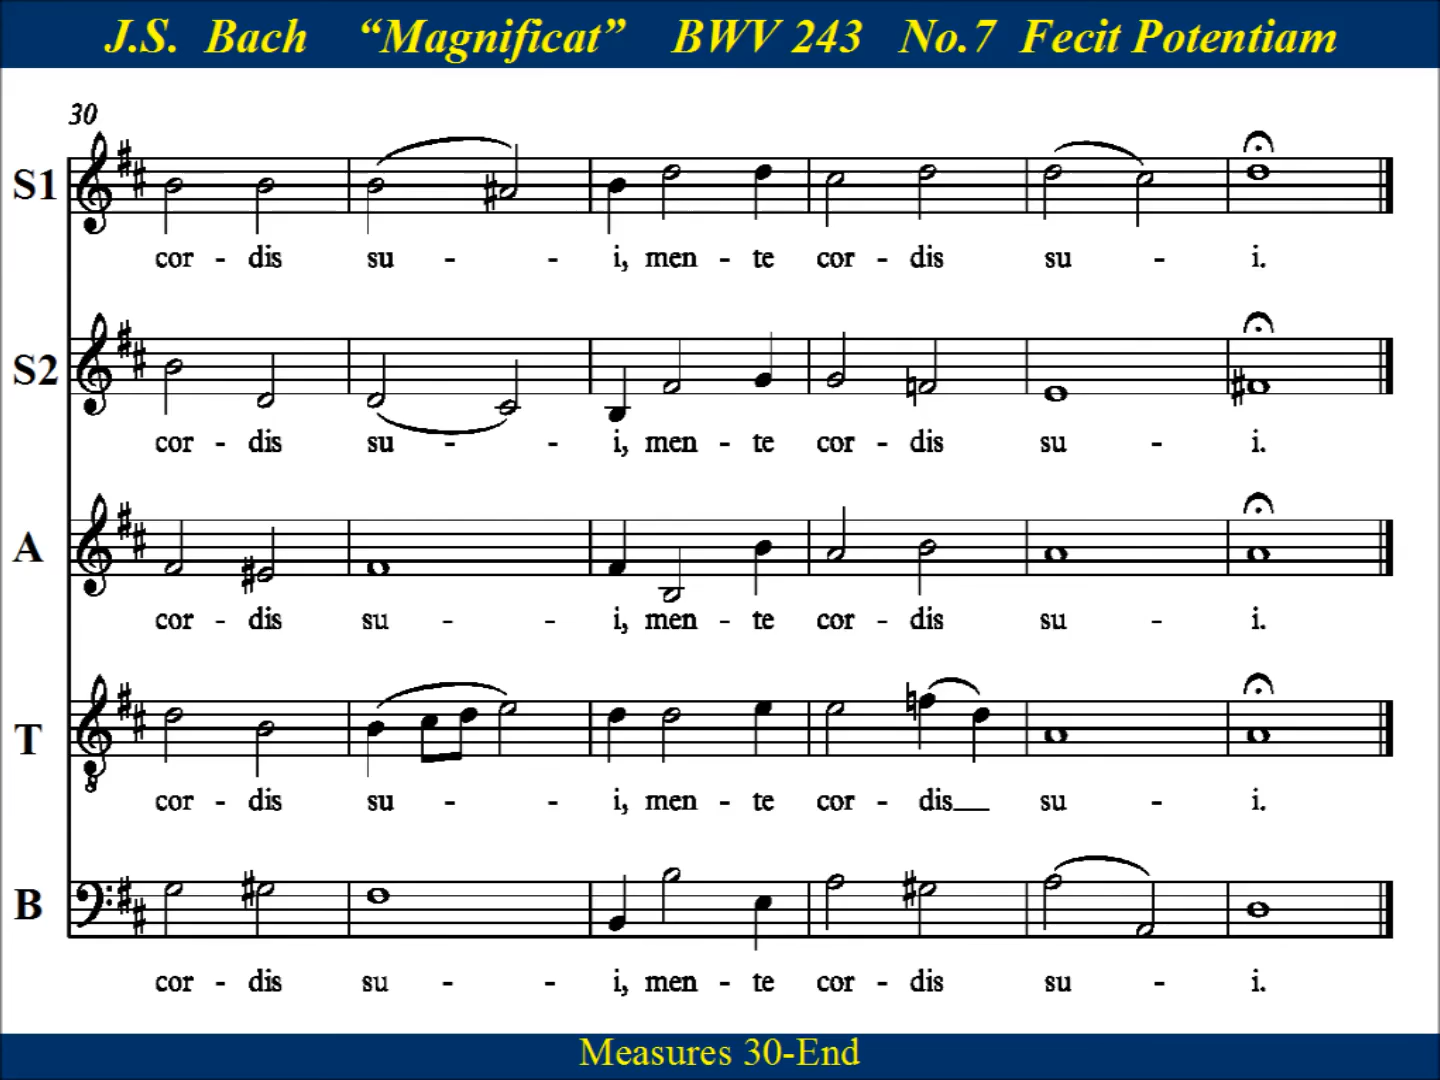 J.S. Bach “Magnificat” BWV 243 No.7 Fecit Potentiam
30
S1
cor - dis su - - i, men - te cor - dis su - i.
S2
cor - dis su - - i, men - te cor - dis su - i.
A
cor - dis su - - i, men - te cor - dis su - i.
T
8
cor - dis su - - i, men - te cor - dis__ su - i.
B
cor - dis su - - i, men - te cor - dis su - i.
Measures 30-End